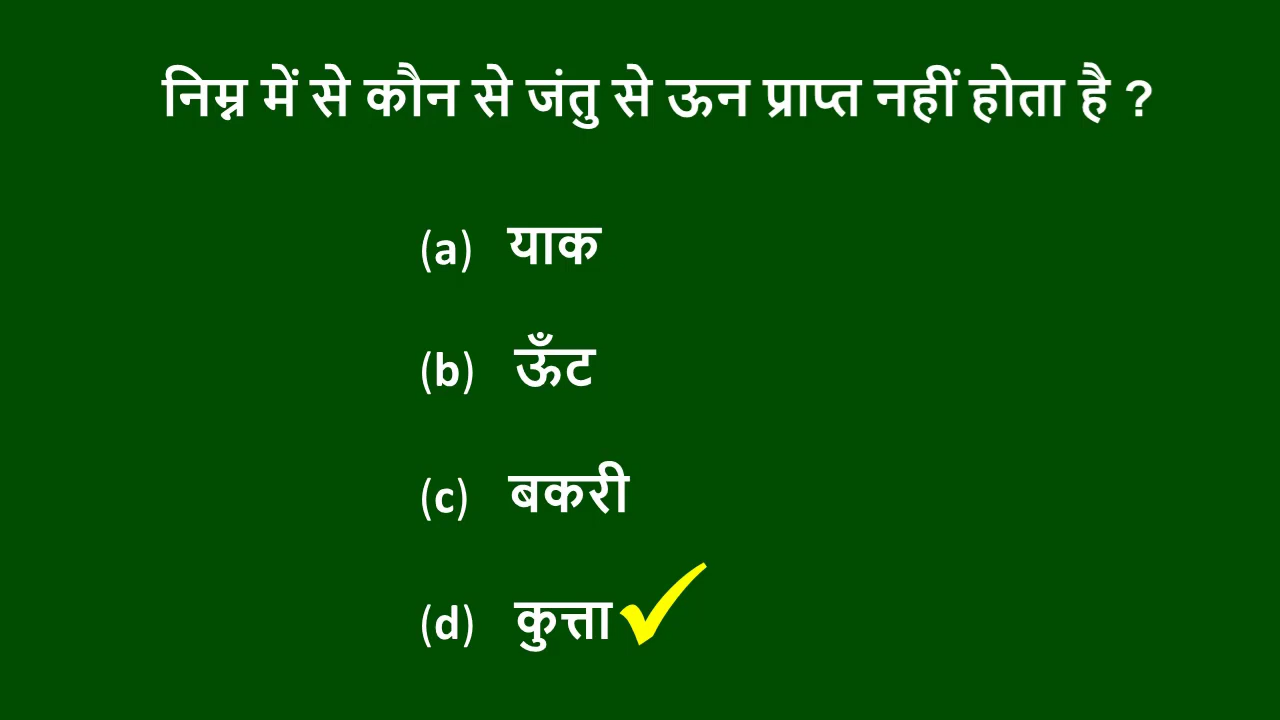 निम्न में से कौन से जंतु से ऊन प्राप्त नहीं होता है ?
(a) याक
(b) ऊँट
(c) बकरी
(d) कुत्ता